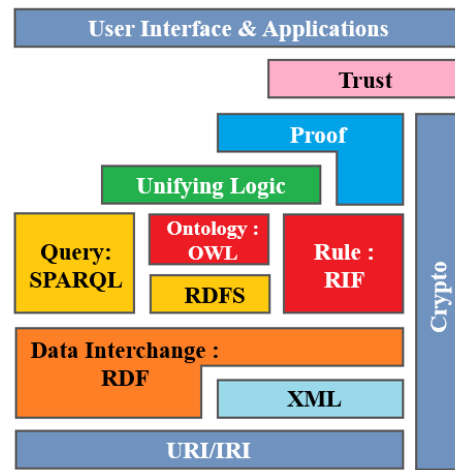 User Interface & Applications
Trust
Proof
Unifying Logic
Query:
SPARQL
Ontology :
OWL
RDFS
Rule :
RIF
Crypto
Data Interchange :
RDF
XML
URI/IRI